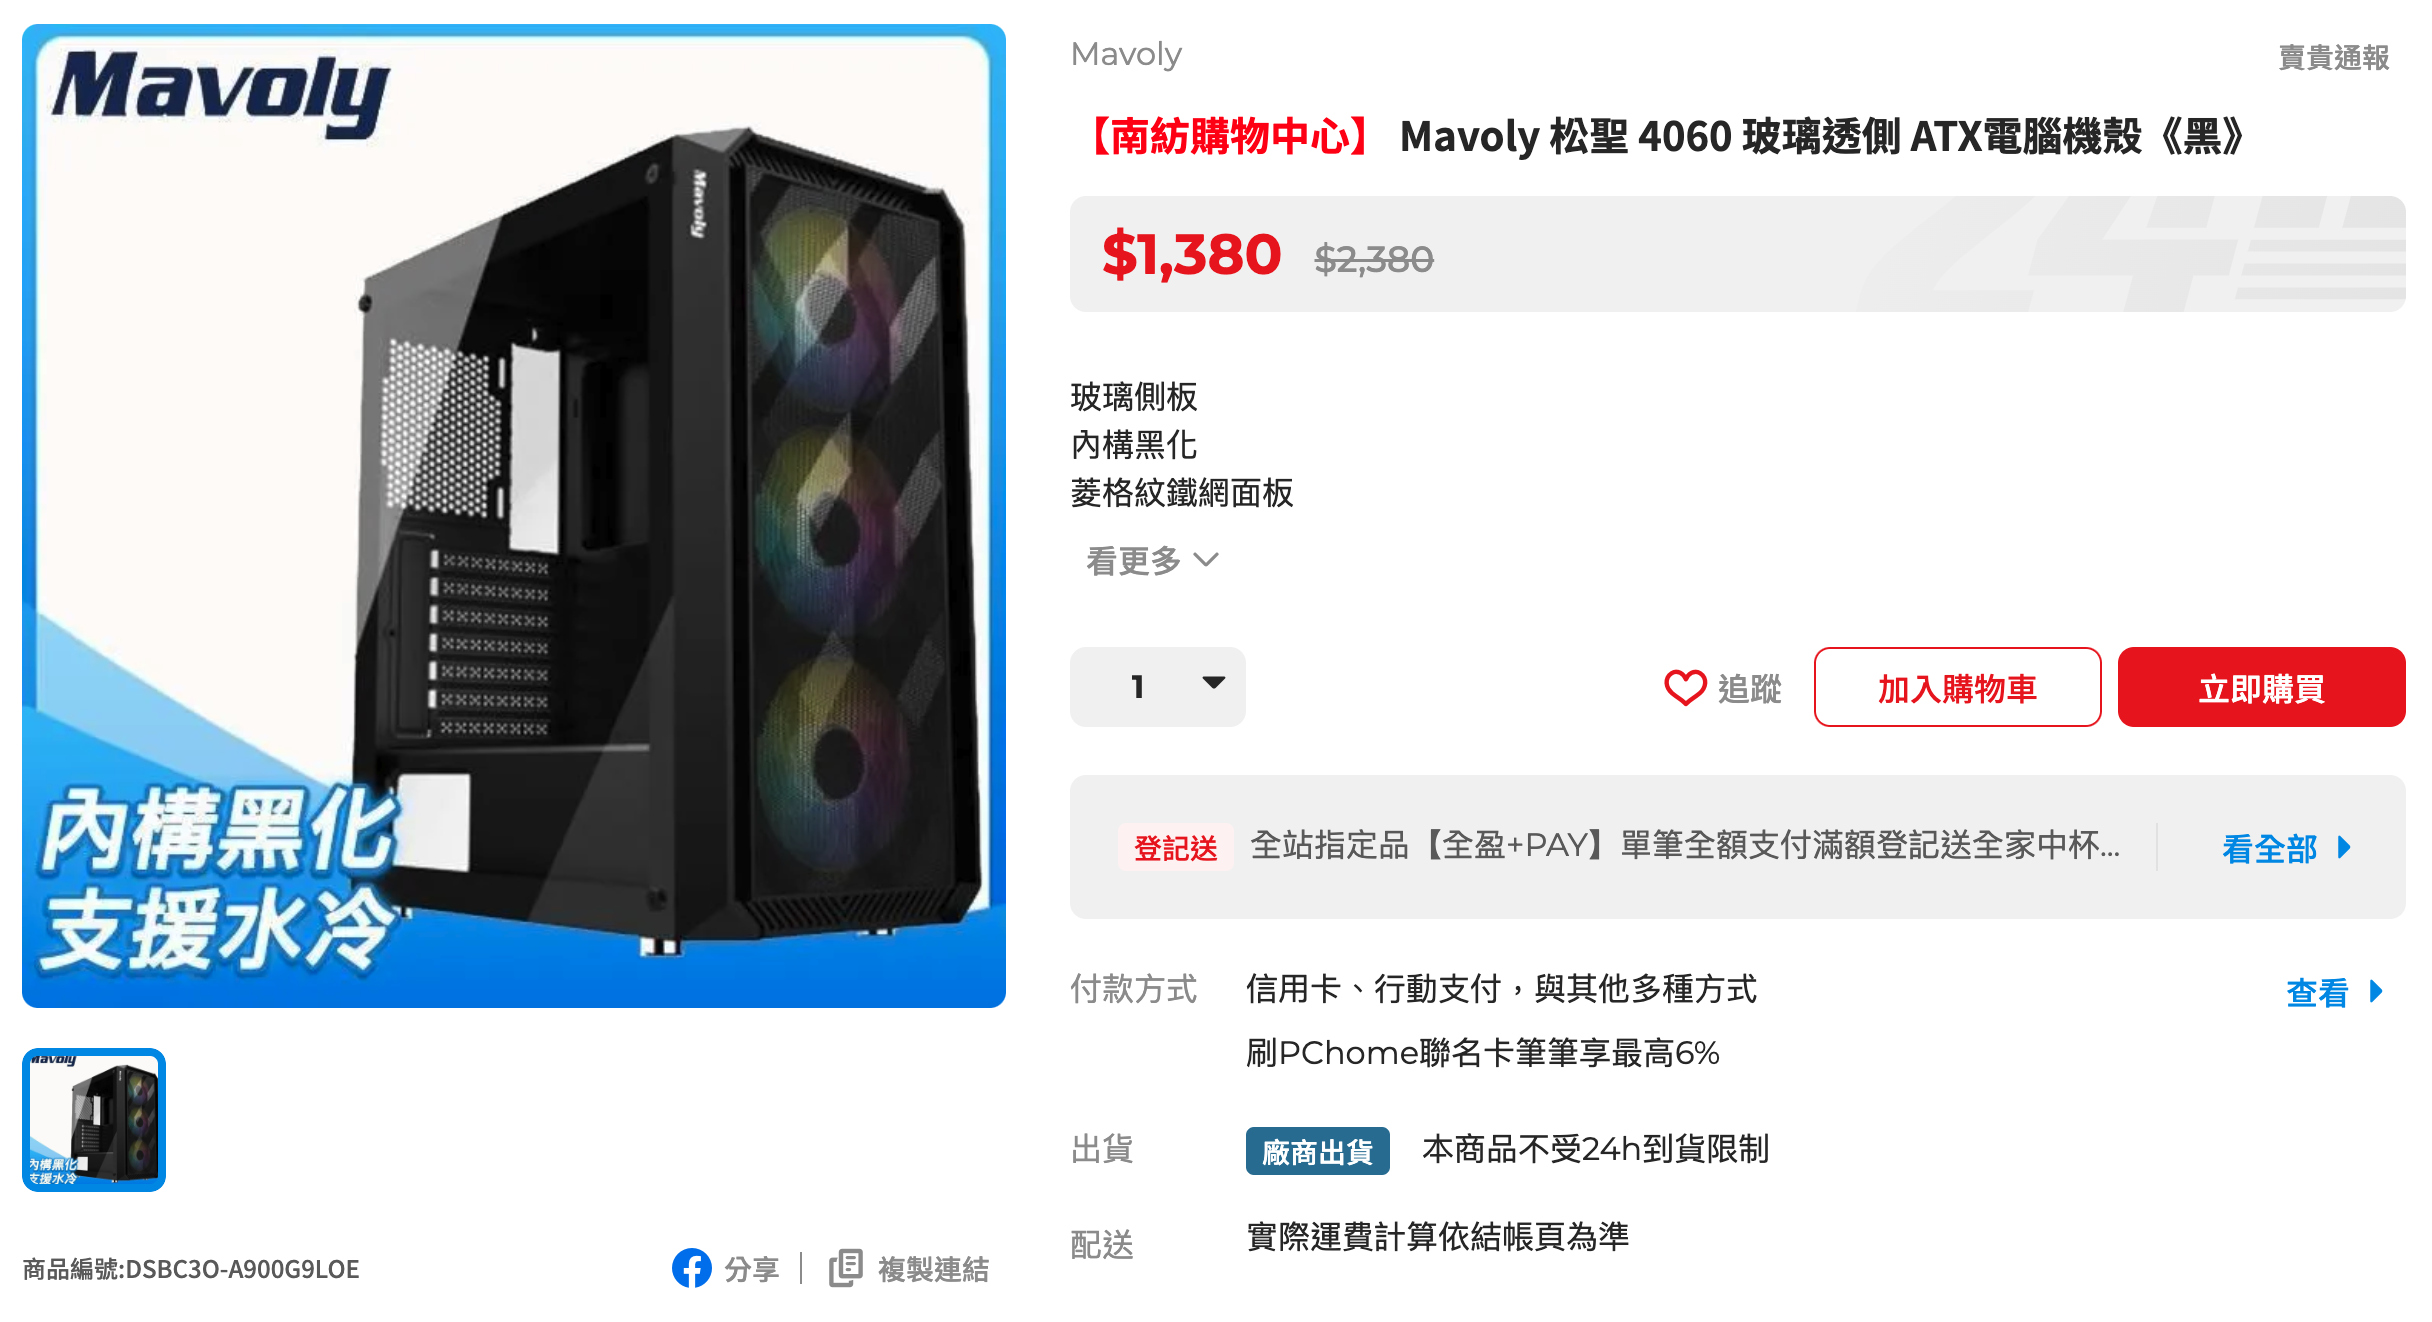 Mavoly
Mavoly
內構黑化
支援水冷
Mavoly
內構黑化
支援水冷
商品編號:DSBC3O-A900G9LOE
分享
複製連結
Mavoly
賣貴通報
【南紡購物中心】 Mavoly 松聖 4060 玻璃透側 ATX電腦機殼《黑》
$1,380 $2,380
玻璃側板
內構黑化
菱格紋鐵網面板
看更多
1
追蹤
加入購物車
立即購買
登記送 全站指定品【全盈+PAY】單筆全額支付滿額登記送全家中杯...
看全部
付款方式 信用卡、行動支付，與其他多種方式
查看
刷PChome聯名卡筆筆享最高6%
出貨 廠商出貨 本商品不受24h到貨限制
配送 實際運費計算依結帳頁為準